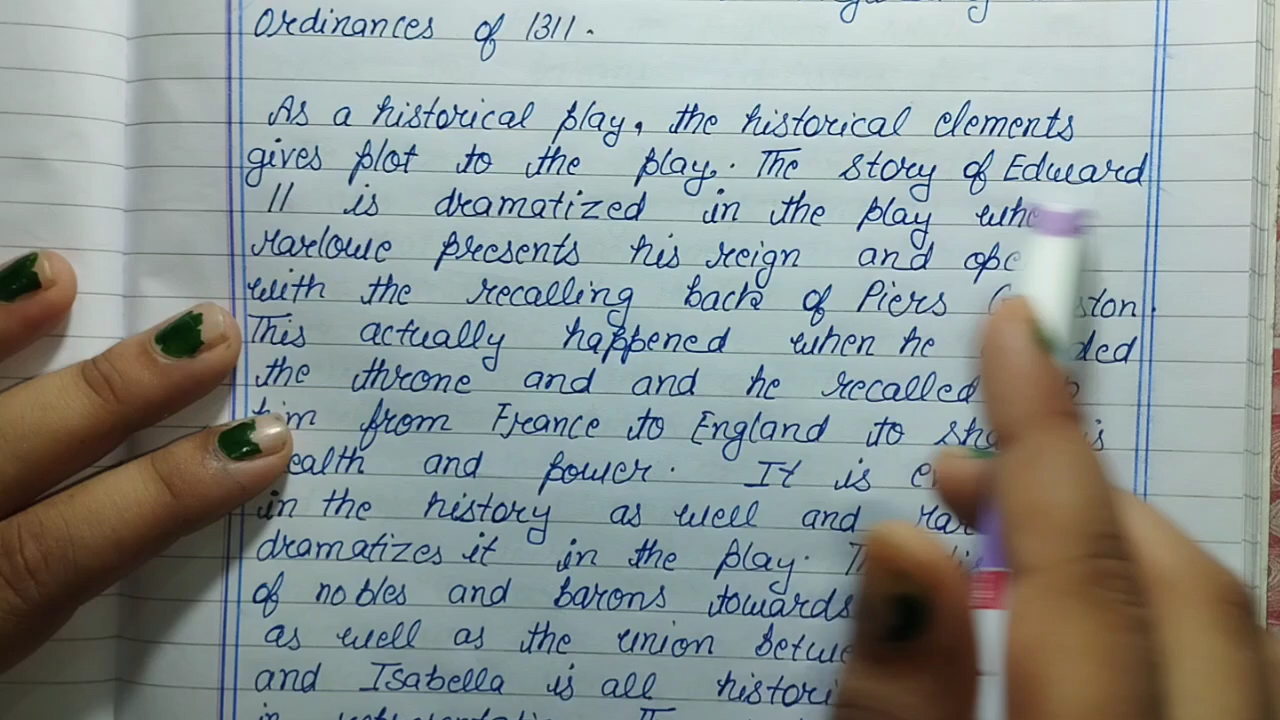 Ordinances of 1311.
As a historical play, the historical elements
gives plot to the play. The story of Edward
II is dramatized in the play
Marlowe presents his reign and
with the recalling back of Piers
This actually happened when he
the throne and and he recalled
him from France to England to
and power. It is
in the history as well and
dramatizes it in the play.
of nobles and barons towards
as well as the union
and Isabella is all
in